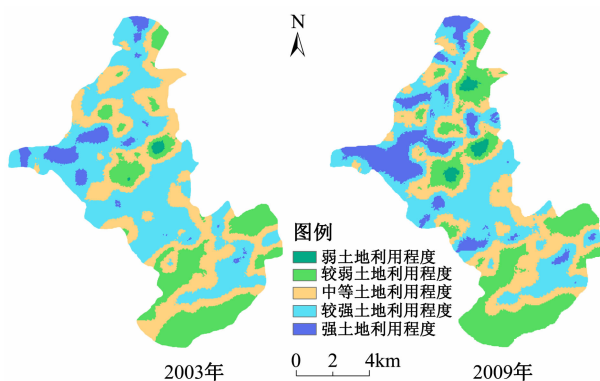 N
图例
弱土地利用程度
较弱土地利用程度
中等土地利用程度
较强土地利用程度
强土地利用程度
2003年
0 2 4km
2009年